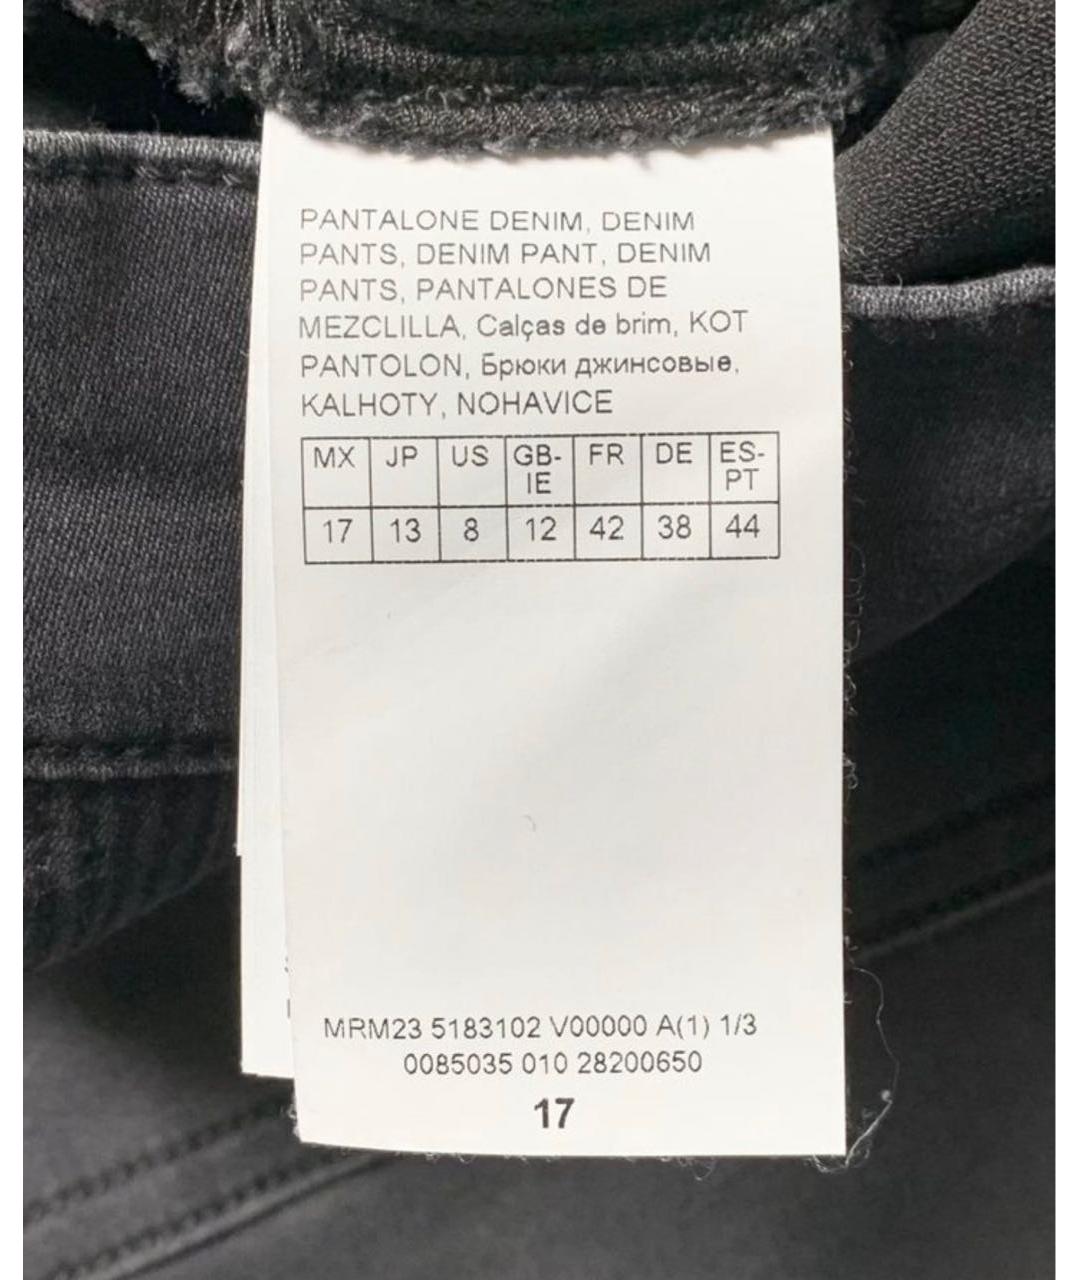 PANTALONE DENIM, DENIM
PANTS, DENIM PANT, DENIM
PANTS, PANTALONES DE
MEZCLILLA, Calças de brim, KOT
PANTOLON, Брюки джинсовые,
KALHOTY, NOHAVICE
MX JP US GB-IE FR DE ES-PT
17 13 8 12 42 38 44
MRM23 5183102 V00000 A(1) 1/3
0085035 010 28200650
17